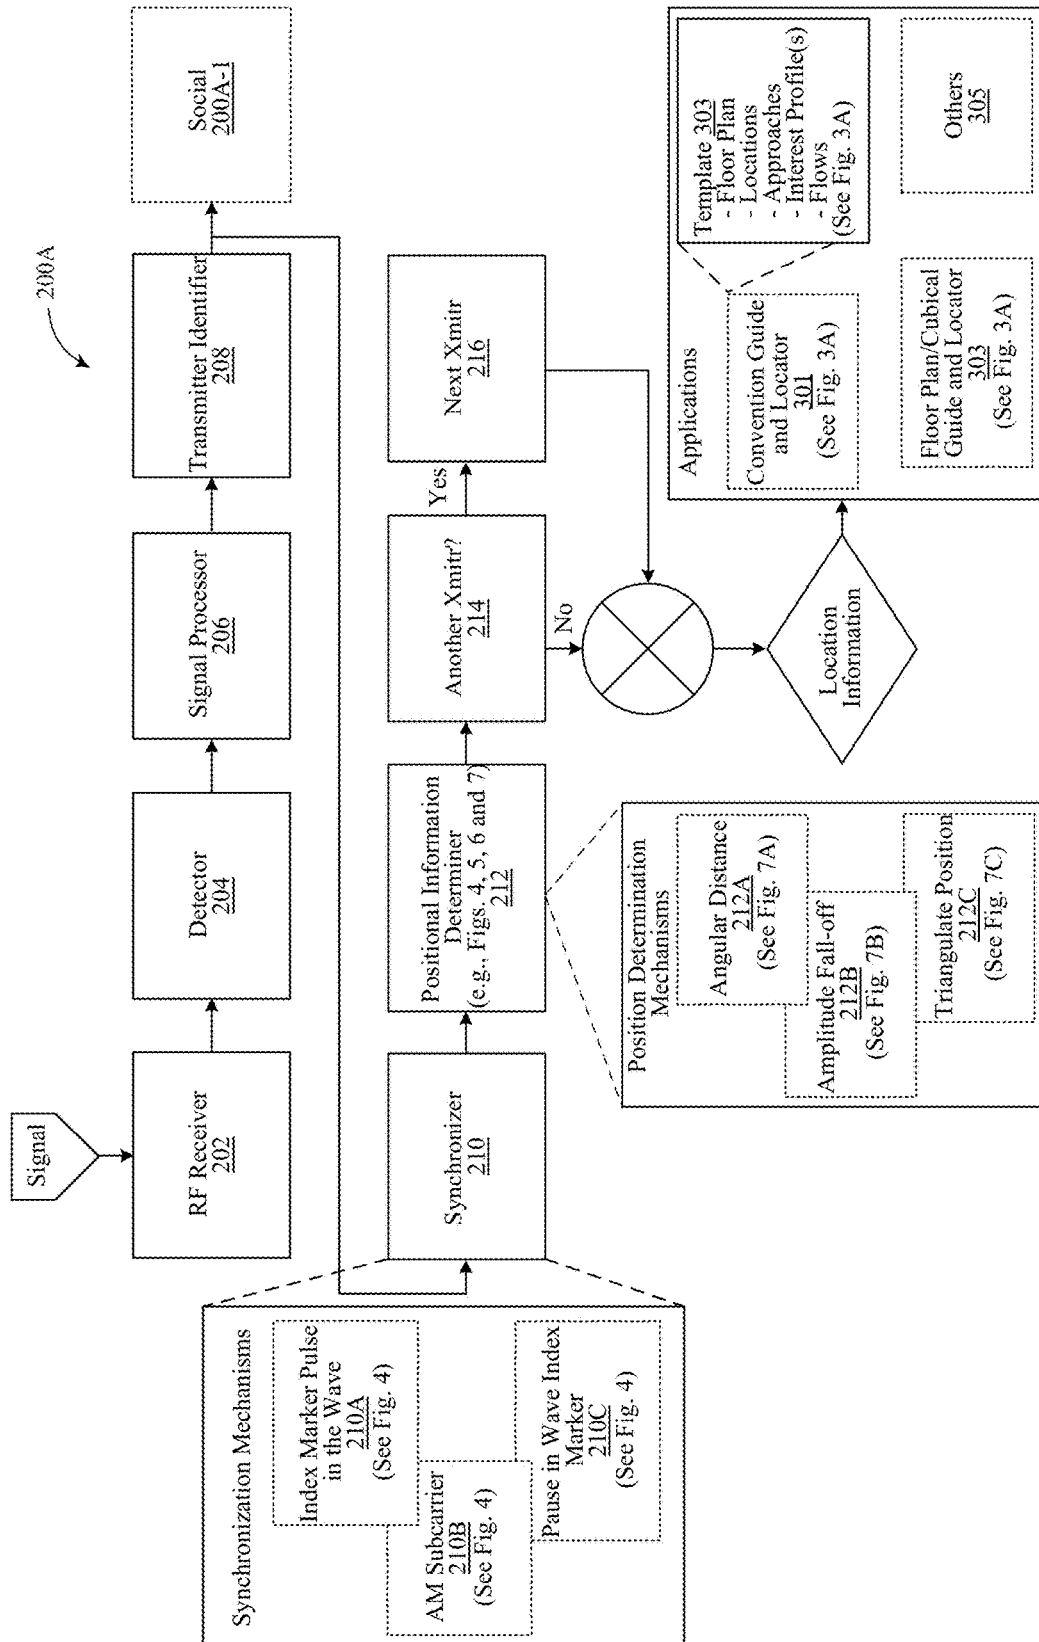 200A
Signal
RF Receiver
202
Detector
204
Signal Processor
206
Transmitter Identifier
208
Social
200A-1
Synchronization Mechanisms
Index Marker Pulse
in the Wave
210A
(See Fig. 4)
AM Subcarrier
210B
(See Fig. 4)
Pause in Wave Index
Marker
210C
(See Fig. 4)
Synchronizer
210
Positional Information
Determiner
(e.g., Figs. 4, 5, 6 and 7)
212
Another Xmitr?
214
Yes
No
Next Xmitr
216
Position Determination
Mechanisms
Angular Distance
212A
(See Fig. 7A)
Amplitude Fall-off
212B
(See Fig. 7B)
Triangulate Position
212C
(See Fig. 7C)
Location
Information
Applications
Convention Guide
and Locator
301
(See Fig. 3A)
Template 303
- Floor Plan
- Locations
- Approaches
- Interest Profile(s)
- Flows
(See Fig. 3A)
Floor Plan/Cubical
Guide and Locator
303
(See Fig. 3A)
Others
305